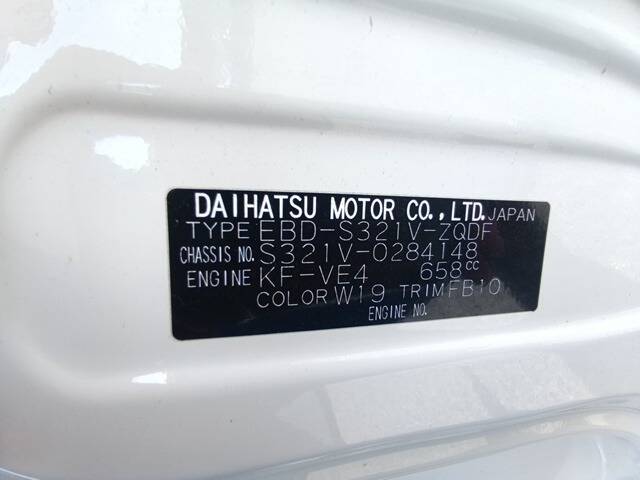 DAIHATSU MOTOR CO., LTD. JAPAN
TYPE EBD-S321V-ZQDF
CHASSIS NO. S321V-0284148
ENGINE KF-VE4 658cc
COLOR W19 TRIM FB10
ENGINE NO.